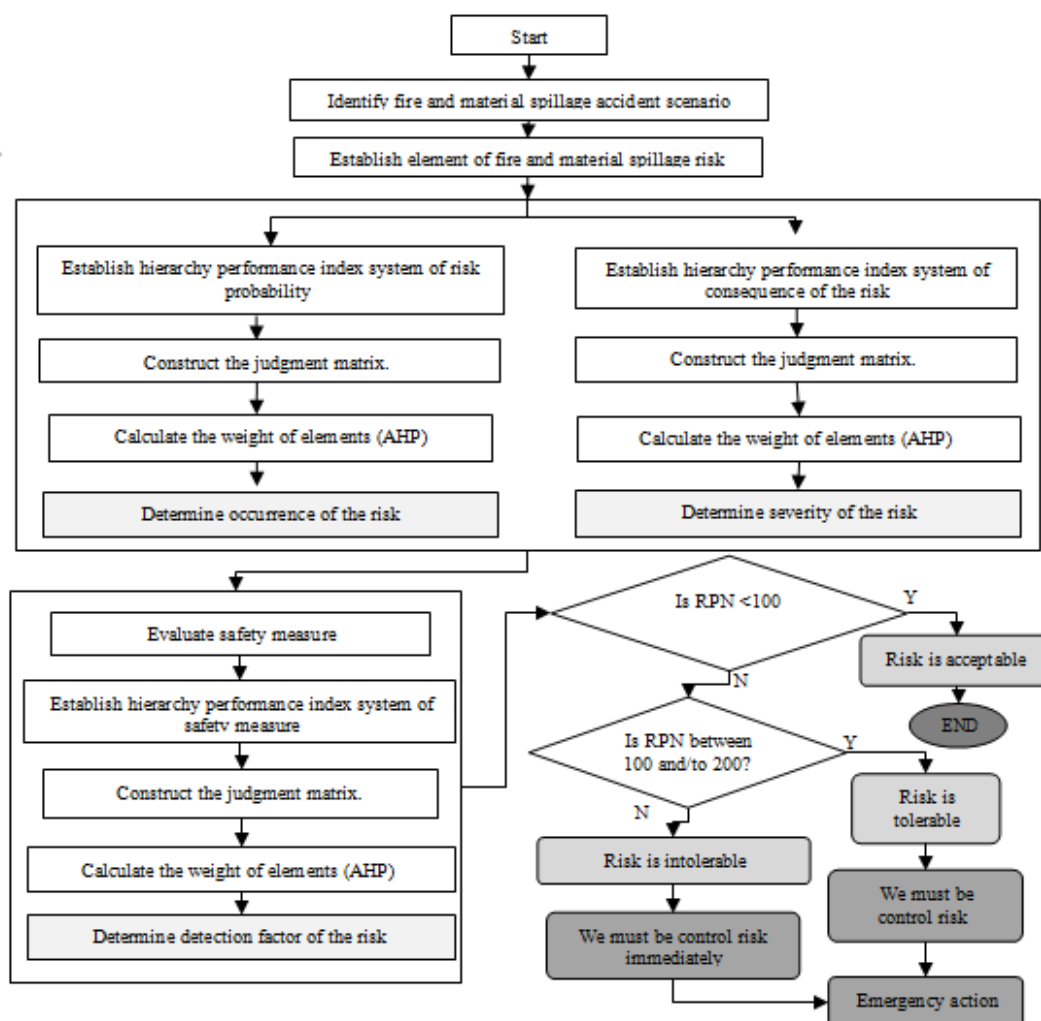 Start
Identify fire and material spillage accident scenario
Establish element of fire and material spillage risk
Establish hierarchy performance index system of risk
probability
Construct the judgment matrix.
Calculate the weight of elements (AHP)
Determine occurrence of the risk
Establish hierarchy performance index system of
consequence of the risk
Construct the judgment matrix.
Calculate the weight of elements (AHP)
Determine severity of the risk
Evaluate safety measure
Establish hierarchy performance index system of
safety measure
Construct the judgment matrix.
Calculate the weight of elements (AHP)
Determine detection factor of the risk
Is RPN <100
Y
Risk is acceptable
END
N
Is RPN between
100 and/to 200?
Y
Risk is
tolerable
We must be
control risk
N
Risk is intolerable
We must be control risk
immediately
Emergency action